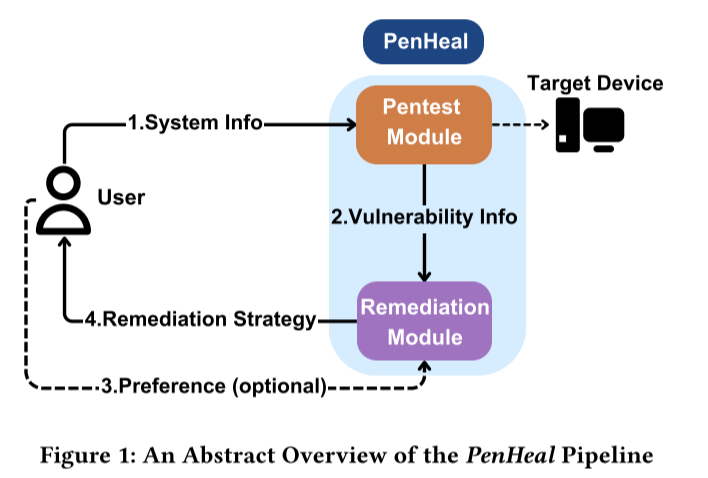 PenHeal
Target Device
Pentest
Module
1.System Info
User
2.Vulnerability Info
Remediation
Module
4.Remediation Strategy
3.Preference (optional)
Figure 1: An Abstract Overview of the PenHeal Pipeline